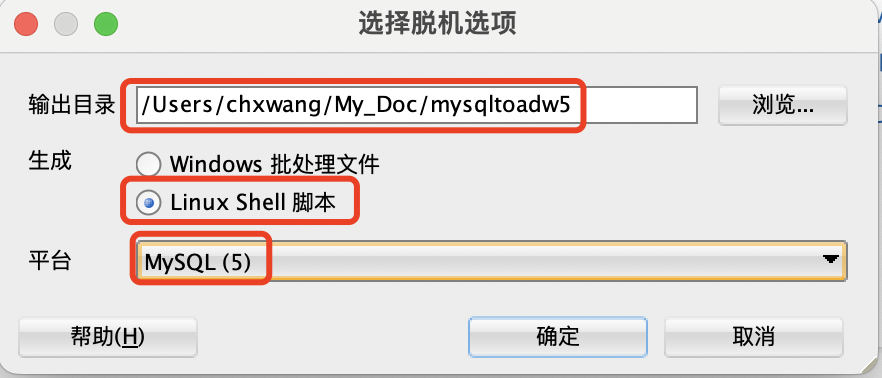 选择脱机选项
输出目录 /Users/chxwang/My_Doc/mysqltoadw5 浏览...
生成 Windows 批处理文件
Linux Shell 脚本
平台 MySQL (5)
帮助(H) 确定 取消